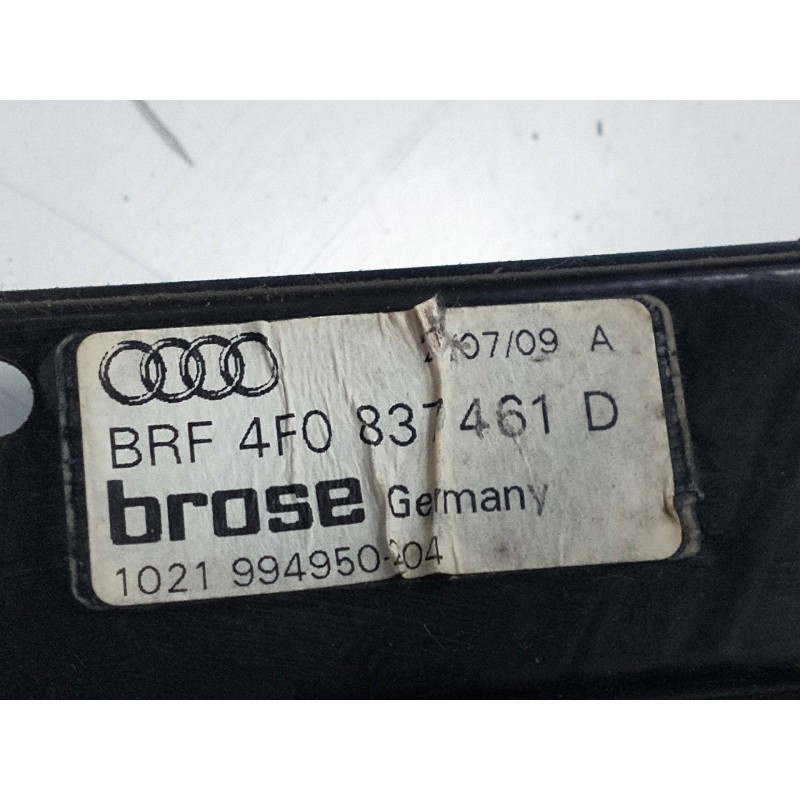 07/09 A
BRF 4F0 837 461 D
brose Germany
1021 994950-204